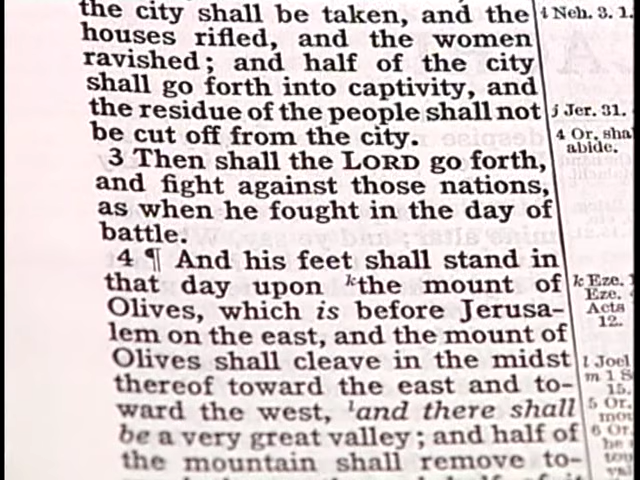 the city shall be taken, and the
houses rifled, and the women
ravished; and half of the city
shall go forth into captivity, and
the residue of the people shall not
be cut off from the city.
3 Then shall the LORD go forth,
and fight against those nations,
as when he fought in the day of
battle.
4 ¶ And his feet shall stand in
that day upon k the mount of
Olives, which is before Jerusa-
lem on the east, and the mount of
Olives shall cleave in the midst
thereof toward the east and to-
ward the west, l and there shall
be a very great valley; and half of
the mountain shall remove to-
i Neh. 3. 1.
j Jer. 31.
4 Or, sha
abide.
k Eze.
Eze.
Acts
12.
l Joel
m 1 S
15.
5 Or,
mou
6 Or,
be